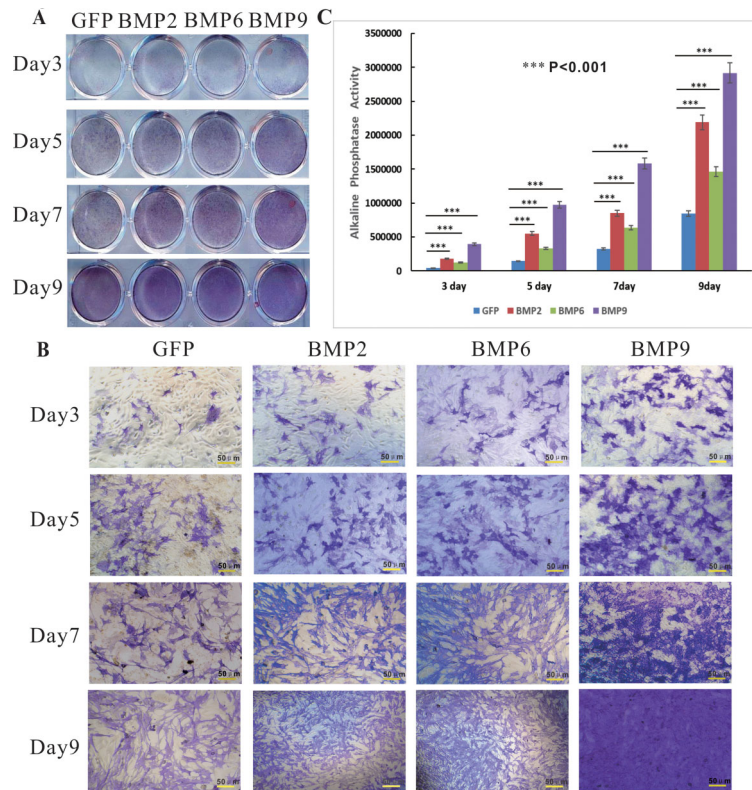 A
GFP BMP2 BMP6 BMP9
Day3
Day5
Day7
Day9
C
Alkaline Phosphatase Activity
3500000
3000000
2500000
2000000
1500000
1000000
500000
0
*** P<0.001
***
***
***
***
***
***
***
***
***
***
***
***
3 day
5 day
7day
9day
GFP BMP2 BMP6 BMP9
B
GFP BMP2 BMP6 BMP9
Day3
50 μm 50 μm 50 μm 50 μm
Day5
50 μm 50 μm 50 μm 50 μm
Day7
50 μm 50 μm 50 μm 50 μm
Day9
50 μm 50 μm 50 μm 50 μm